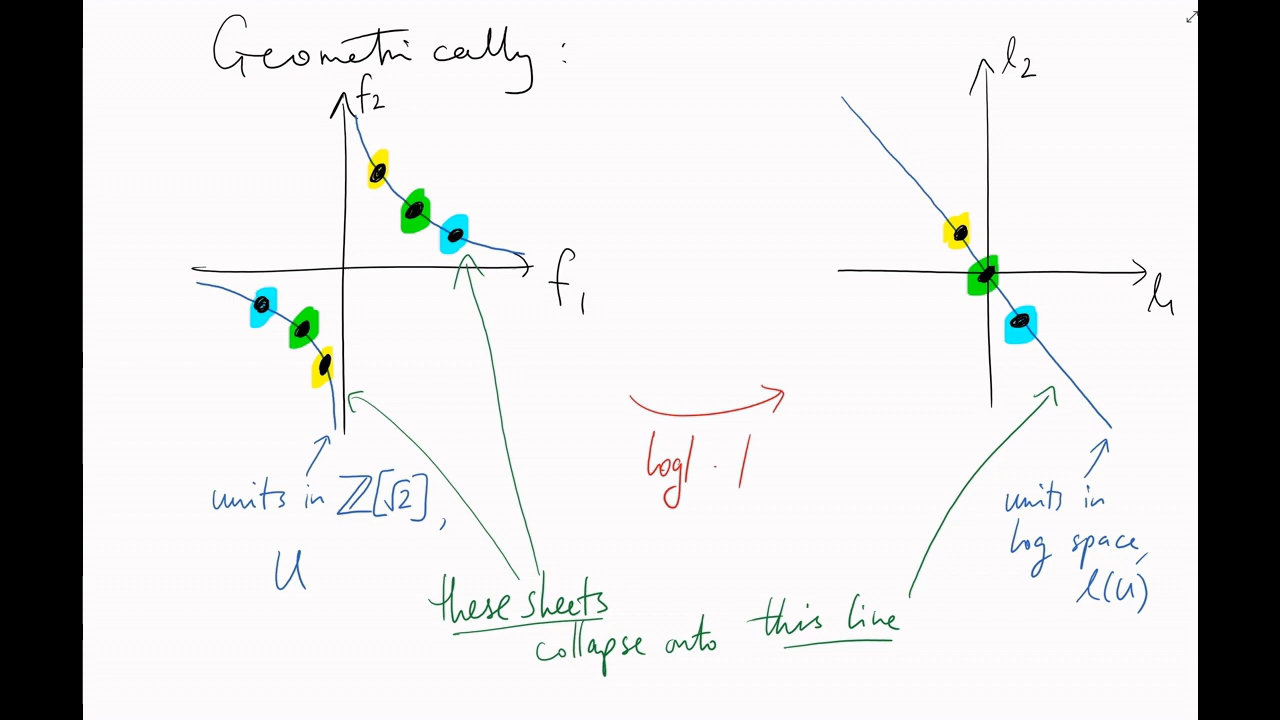 Geometrically:
f₂
f₁
l₂
l₁
log|·|
units in ℤ[√2],
U
units in
log space,
l(U)
these sheets
collapse onto this line